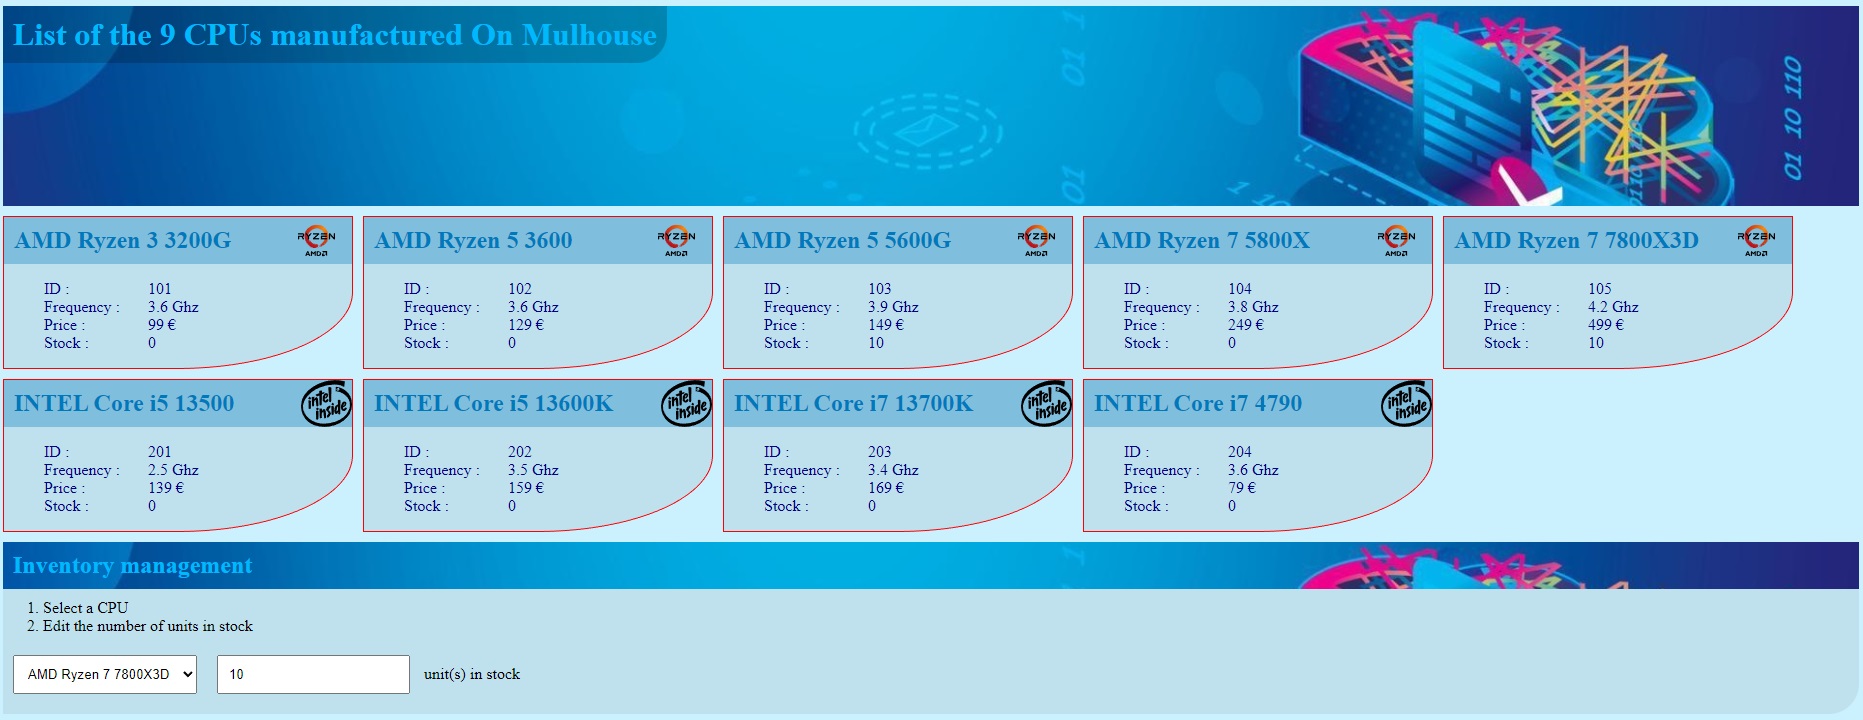 List of the 9 CPUs manufactured On Mulhouse
01 1
01
01
01 10 110
1 10
0110 10
AMD Ryzen 3 3200G RYZEN AMD
ID : 101
Frequency : 3.6 Ghz
Price : 99 €
Stock : 0
AMD Ryzen 5 3600 RYZEN AMD
ID : 102
Frequency : 3.6 Ghz
Price : 129 €
Stock : 0
AMD Ryzen 5 5600G RYZEN AMD
ID : 103
Frequency : 3.9 Ghz
Price : 149 €
Stock : 10
AMD Ryzen 7 5800X RYZEN AMD
ID : 104
Frequency : 3.8 Ghz
Price : 249 €
Stock : 0
AMD Ryzen 7 7800X3D RYZEN AMD
ID : 105
Frequency : 4.2 Ghz
Price : 499 €
Stock : 10
INTEL Core i5 13500 intel inside
ID : 201
Frequency : 2.5 Ghz
Price : 139 €
Stock : 0
INTEL Core i5 13600K intel inside
ID : 202
Frequency : 3.5 Ghz
Price : 159 €
Stock : 0
INTEL Core i7 13700K intel inside
ID : 203
Frequency : 3.4 Ghz
Price : 169 €
Stock : 0
INTEL Core i7 4790 intel inside
ID : 204
Frequency : 3.6 Ghz
Price : 79 €
Stock : 0
Inventory management
1. Select a CPU
2. Edit the number of units in stock
AMD Ryzen 7 7800X3D 10 unit(s) in stock